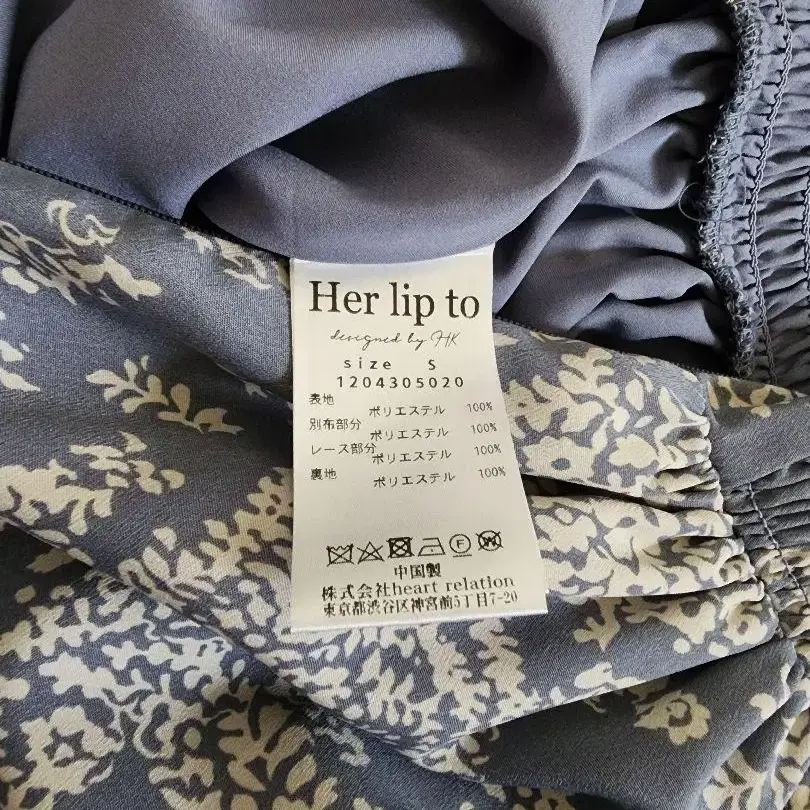 Her lip to
designed by HK
size S
1204305020
表地 ポリエステル 100%
別布部分 ポリエステル 100%
レース部分 ポリエステル 100%
裏地 ポリエステル 100%
中国製
株式会社heart relation
東京都渋谷区神宮前5丁目7-20